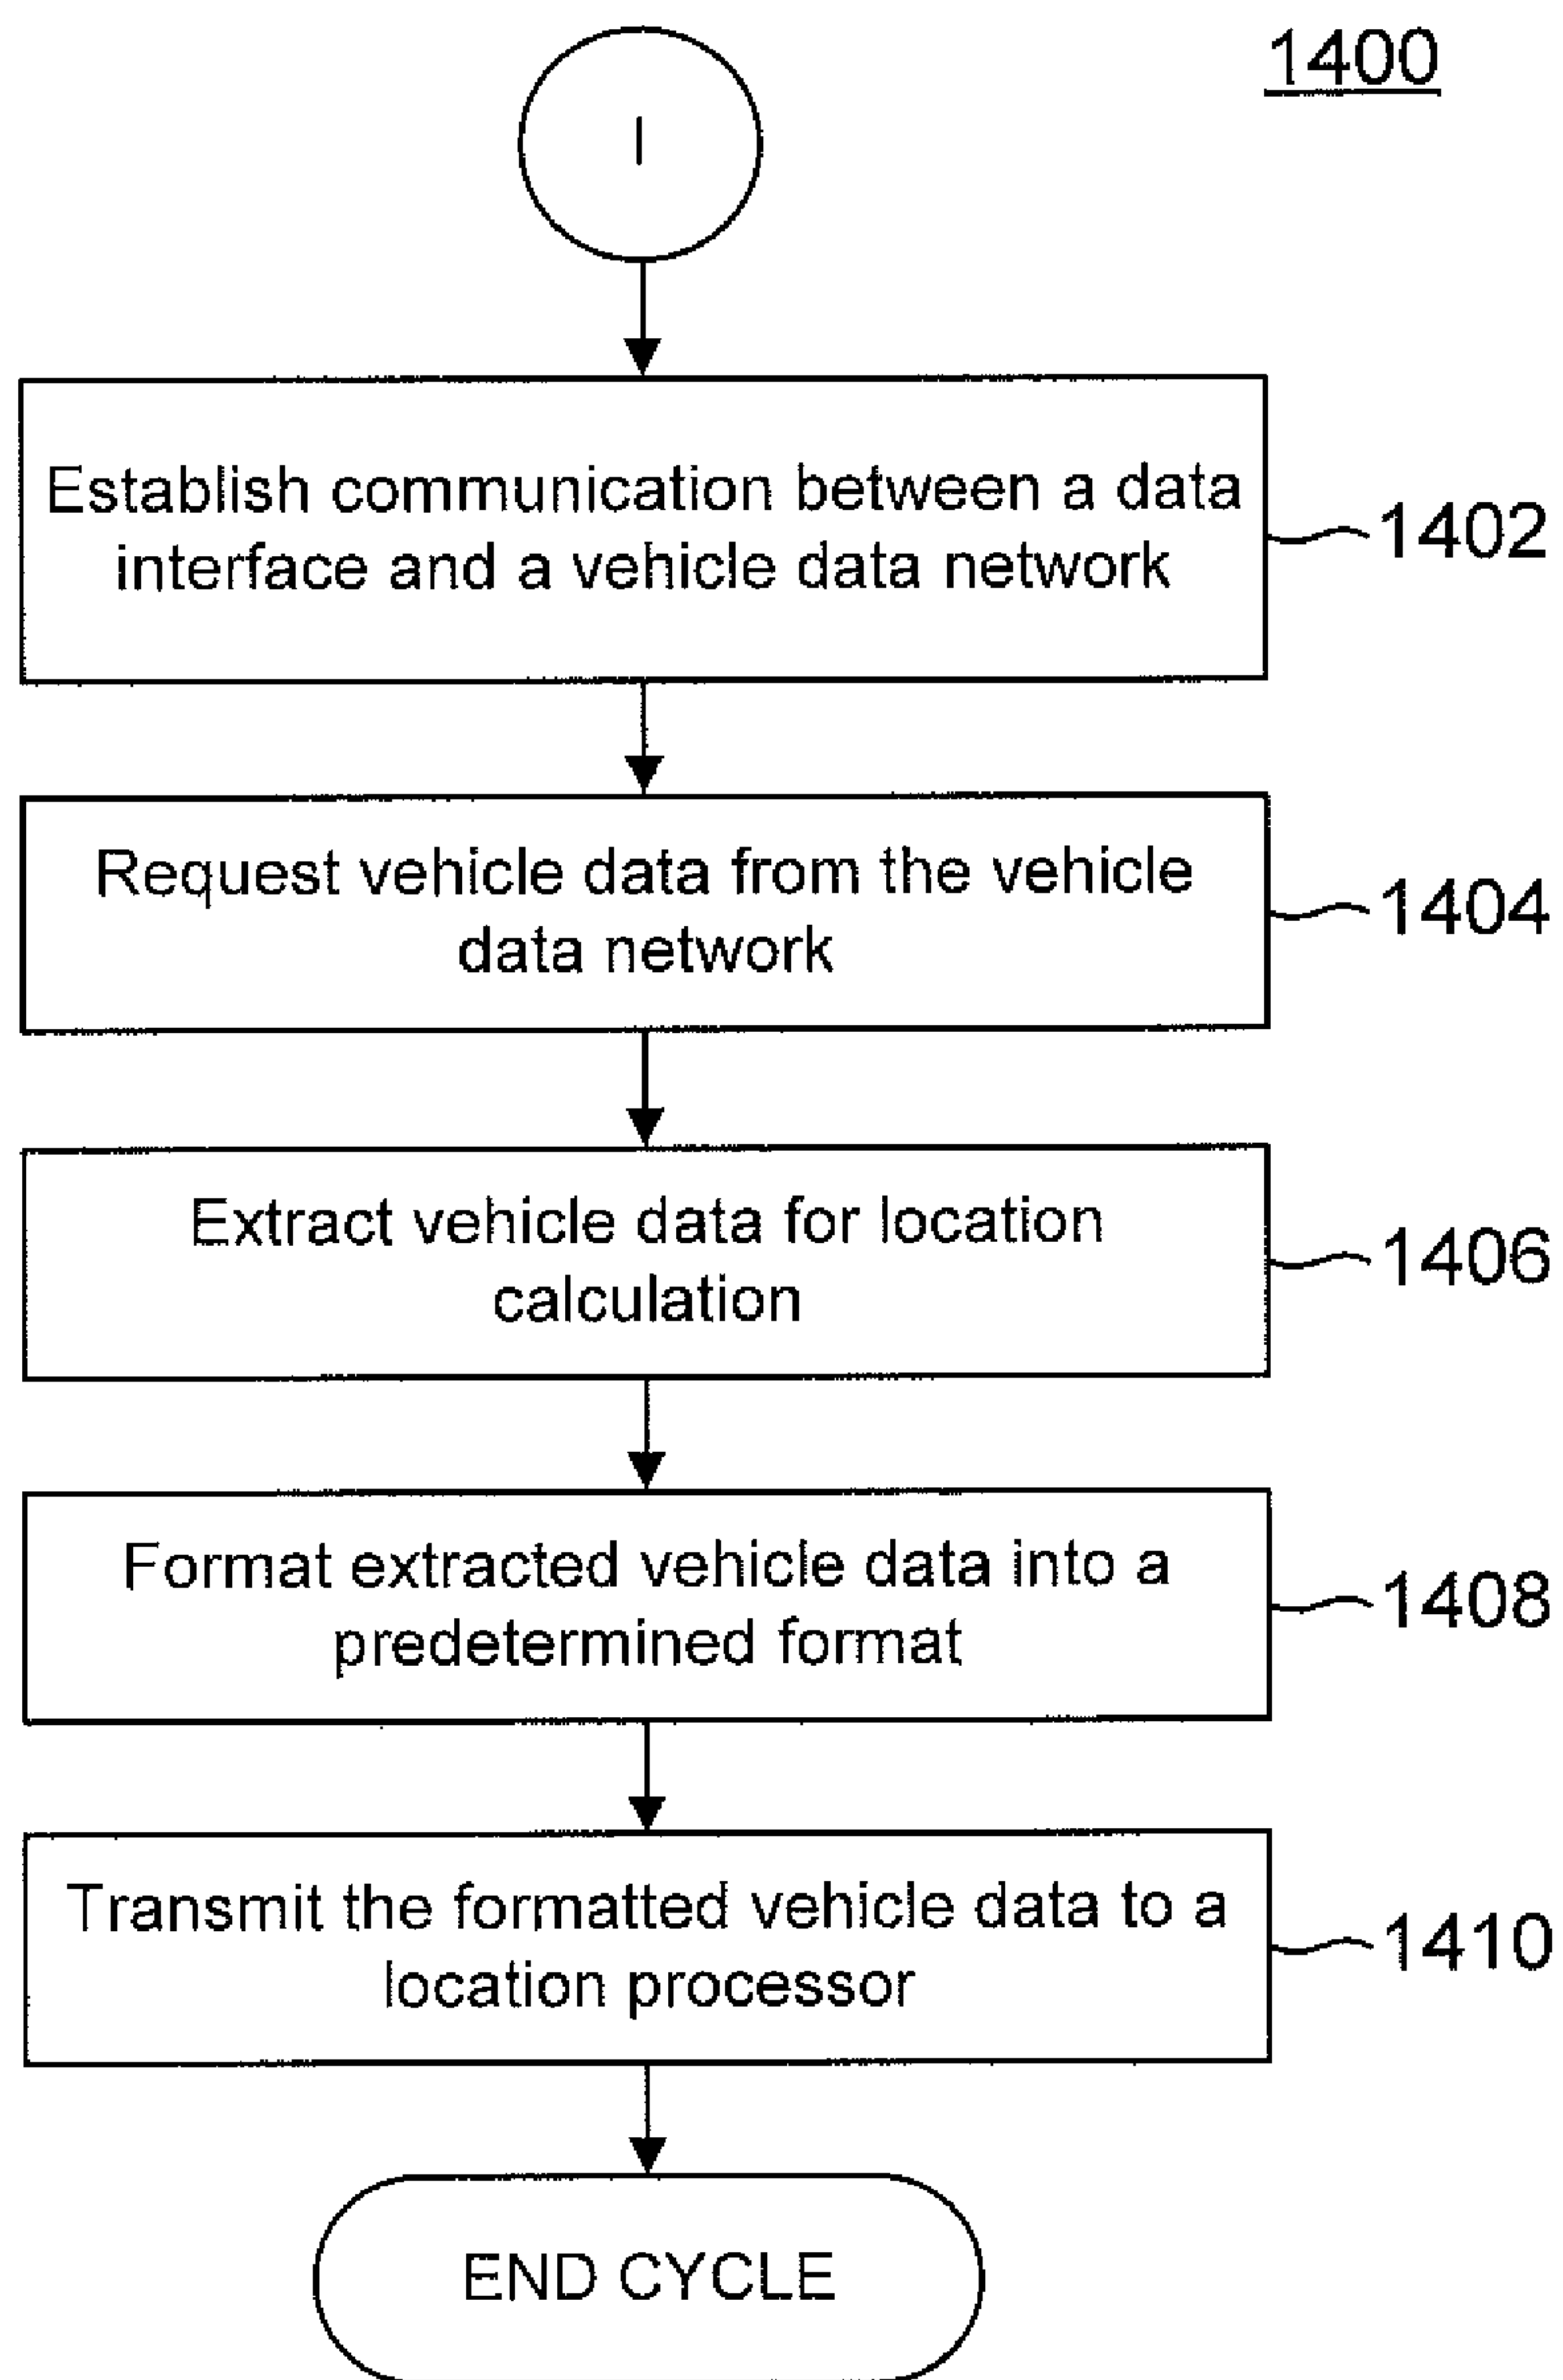 1400
I
Establish communication between a data
interface and a vehicle data network
1402
Request vehicle data from the vehicle
data network
1404
Extract vehicle data for location
calculation
1406
Format extracted vehicle data into a
predetermined format
1408
Transmit the formatted vehicle data to a
location processor
1410
END CYCLE